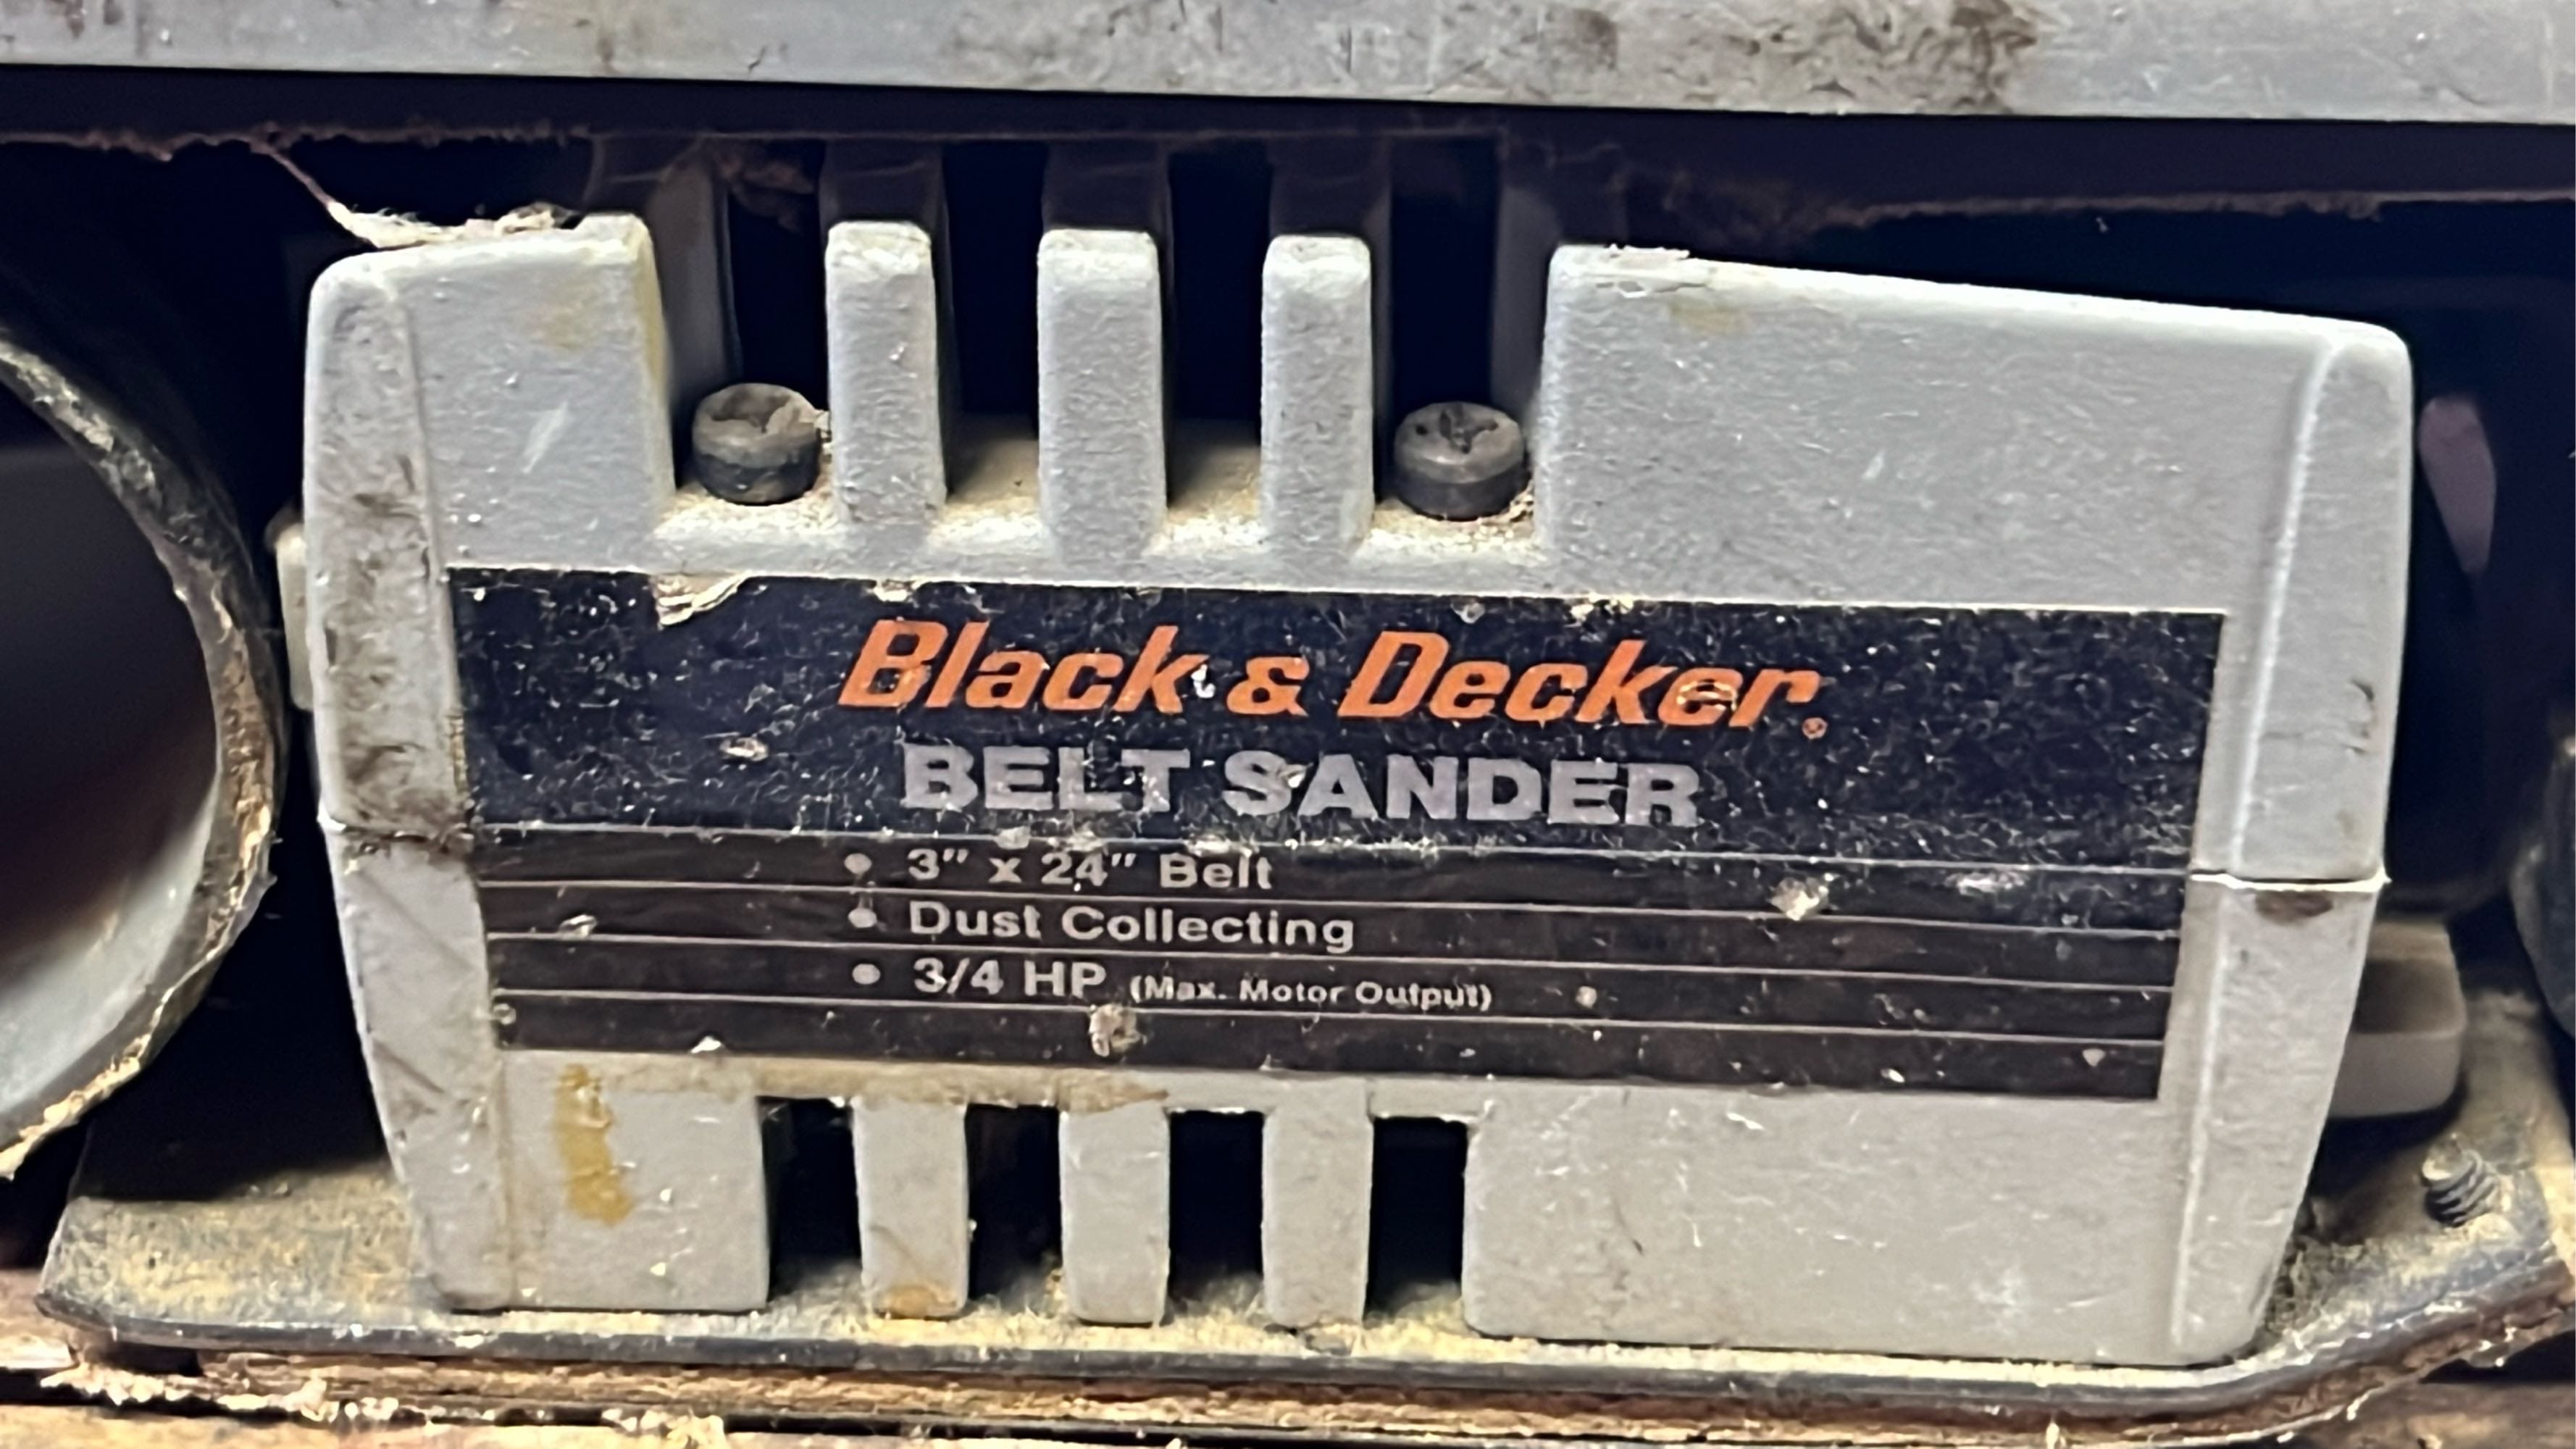 Black & Decker®
BELT SANDER
• 3" x 24" Belt
• Dust Collecting
• 3/4 HP (Max. Motor Output)